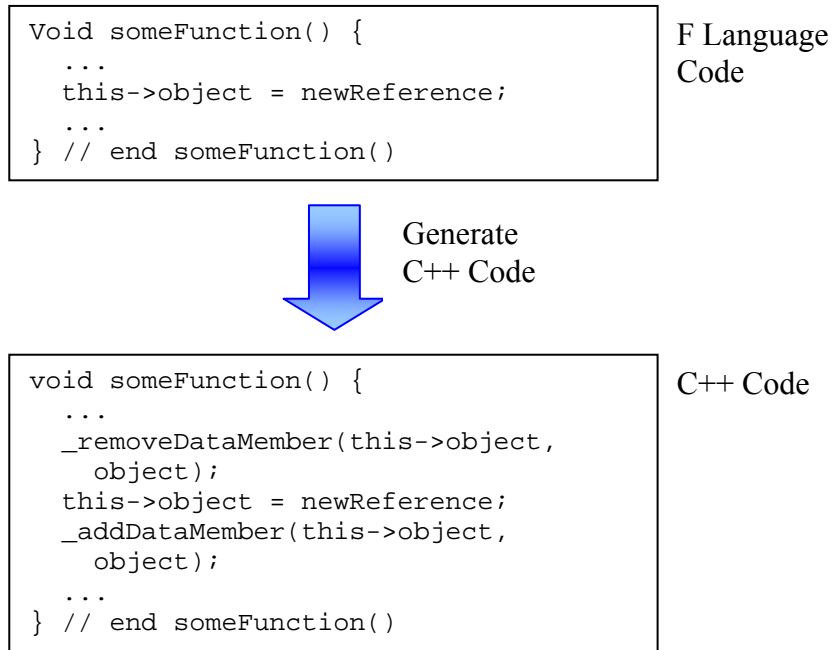 Void someFunction() {
  ...
  this->object = newReference;
  ...
} // end someFunction()
F Language
Code
Generate
C++ Code
void someFunction() {
  ...
  _removeDataMember(this->object,
    object);
  this->object = newReference;
  _addDataMember(this->object,
    object);
  ...
} // end someFunction()
C++ Code